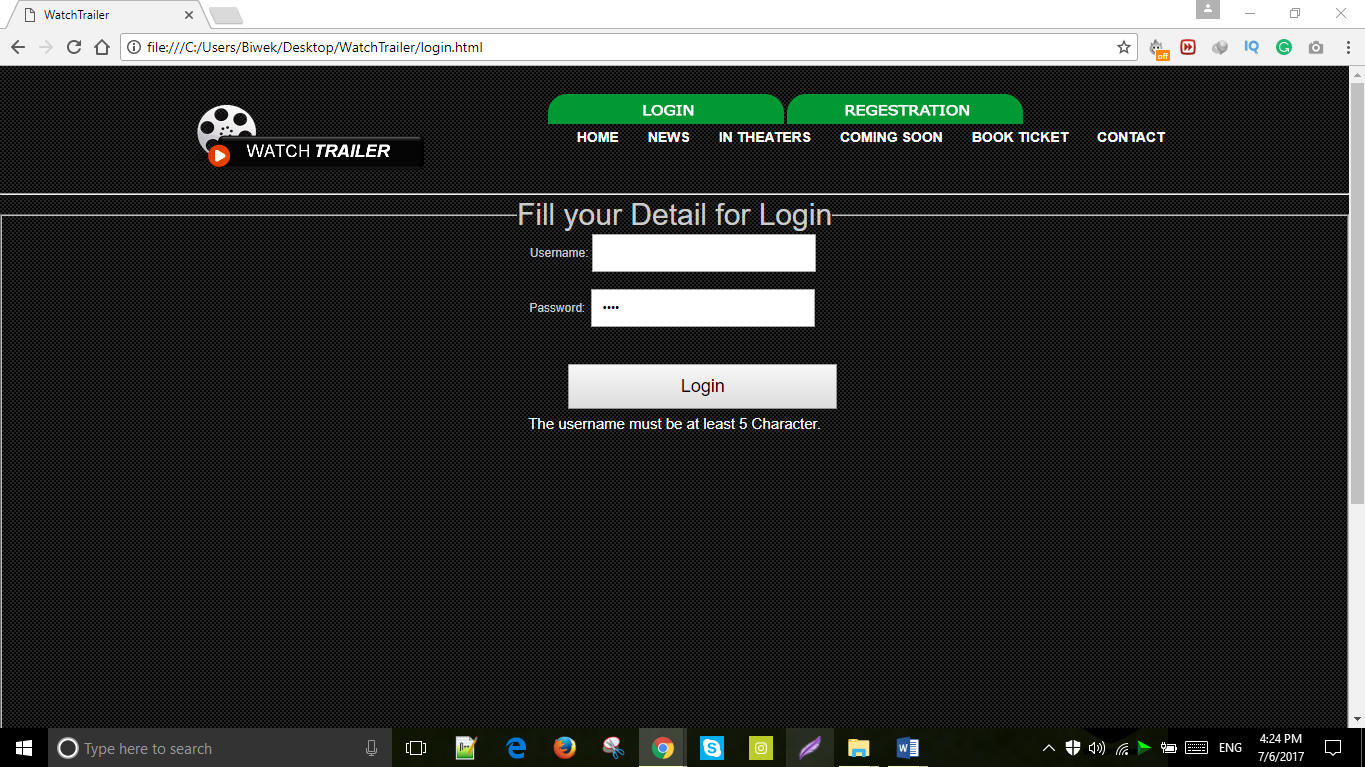 WatchTrailer
file:///C:/Users/Biwek/Desktop/WatchTrailer/login.html
off
IQ
LOGIN
REGESTRATION
WATCH TRAILER
HOME NEWS IN THEATERS COMING SOON BOOK TICKET CONTACT
Fill your Detail for Login
Username:
Password:
Login
The username must be at least 5 Character.
Type here to search
ENG
4:24 PM
7/6/2017